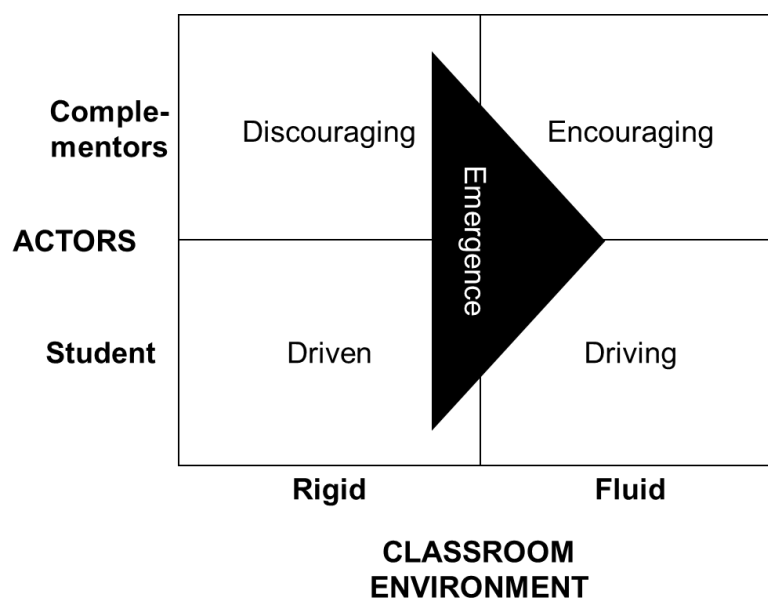 Comple-
mentors
Discouraging
Encouraging
Emergence
ACTORS
Student
Driven
Driving
Rigid
Fluid
CLASSROOM
ENVIRONMENT